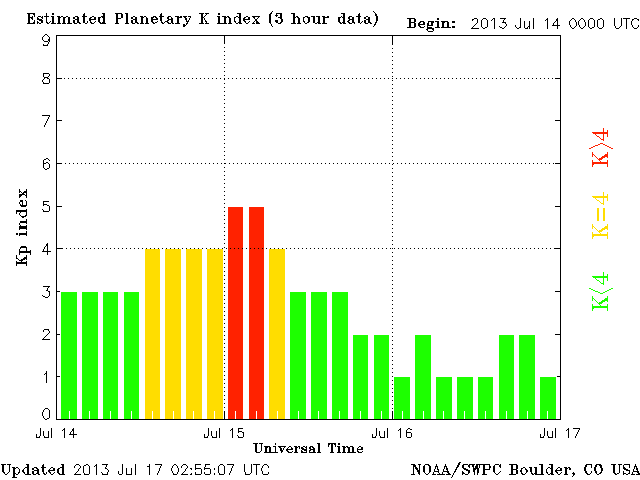 Estimated Planetary K index (3 hour data) Begin: 2013 Jul 14 0000 UTC
9
8
7
6
5
4
3
2
1
0
Kp index
K>4
K=4
K<4
Jul 14 Jul 15 Jul 16 Jul 17
Universal Time
Updated 2013 Jul 17 02:55:07 UTC NOAA/SWPC Boulder, CO USA